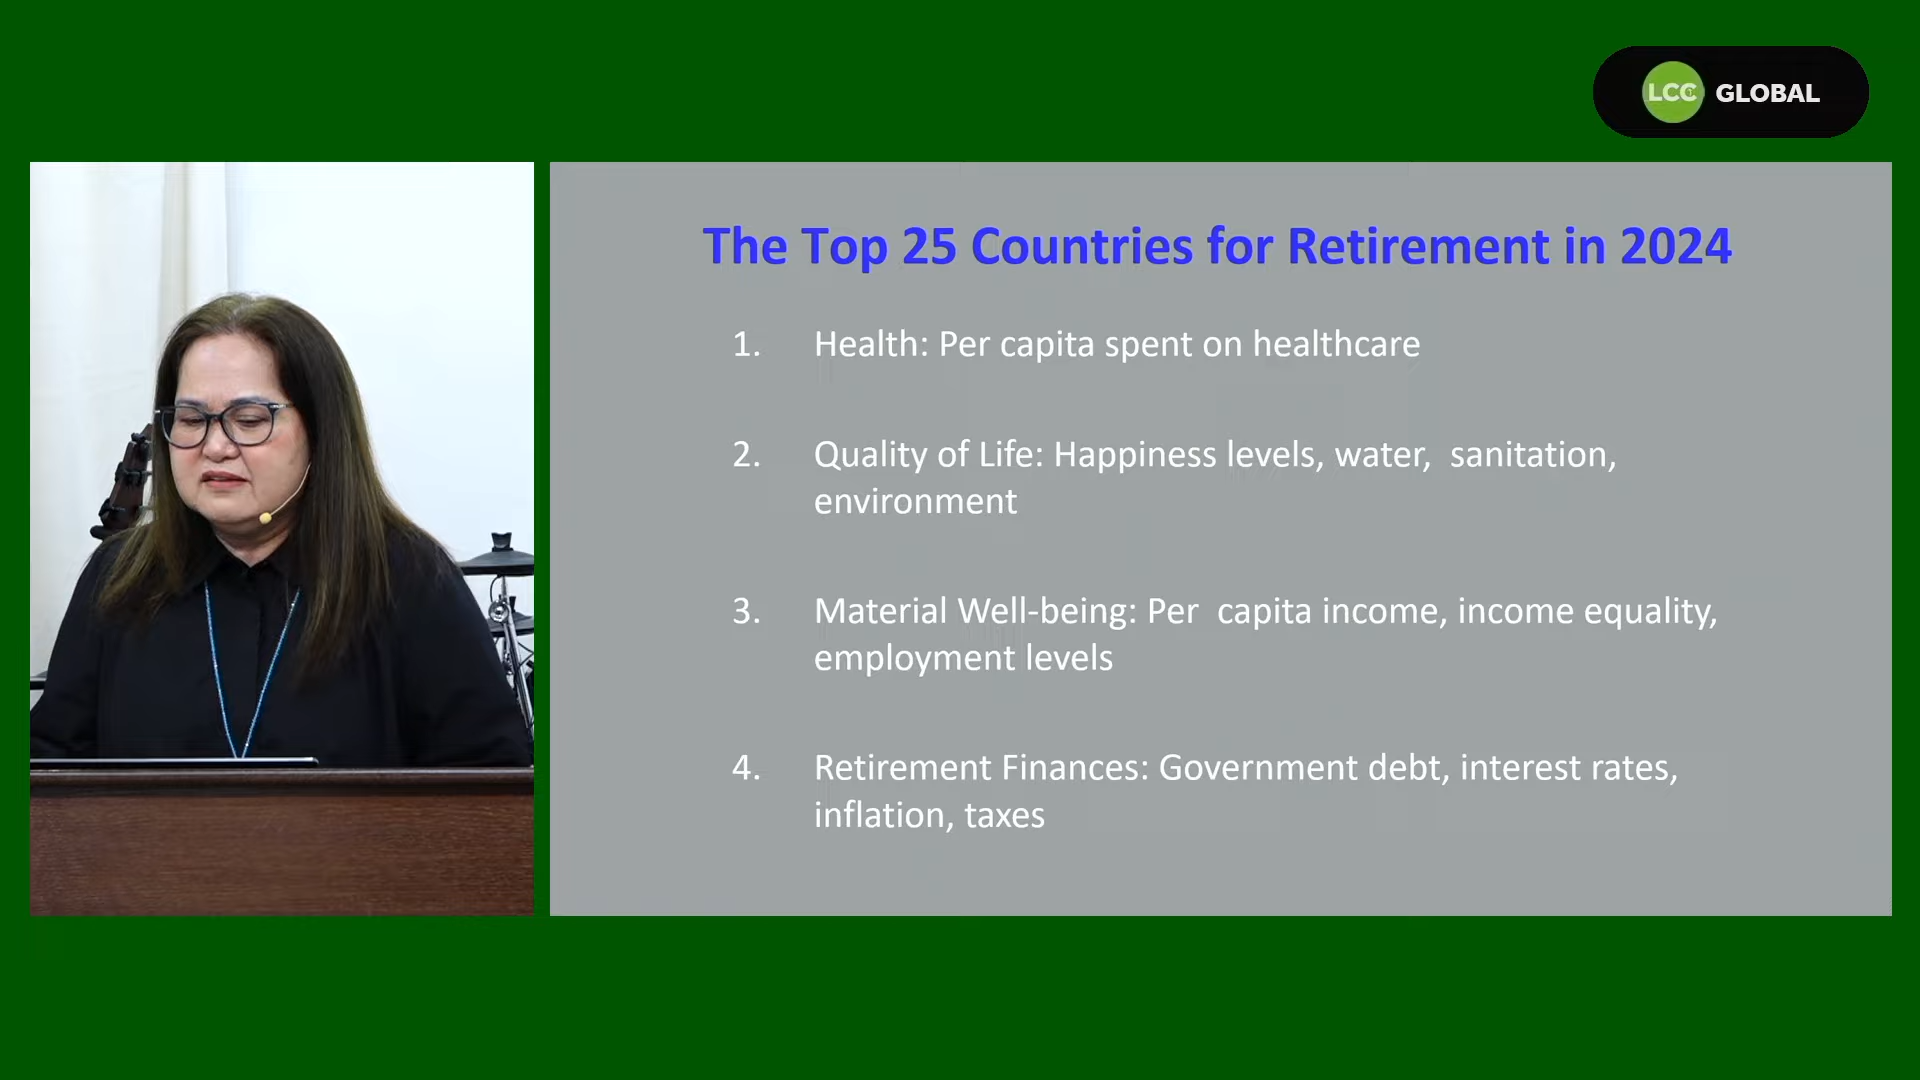 LCC GLOBAL
The Top 25 Countries for Retirement in 2024
1. Health: Per capita spent on healthcare
2. Quality of Life: Happiness levels, water,  sanitation,
environment
3. Material Well-being: Per  capita income, income equality,
employment levels
4. Retirement Finances: Government debt, interest rates,
inflation, taxes